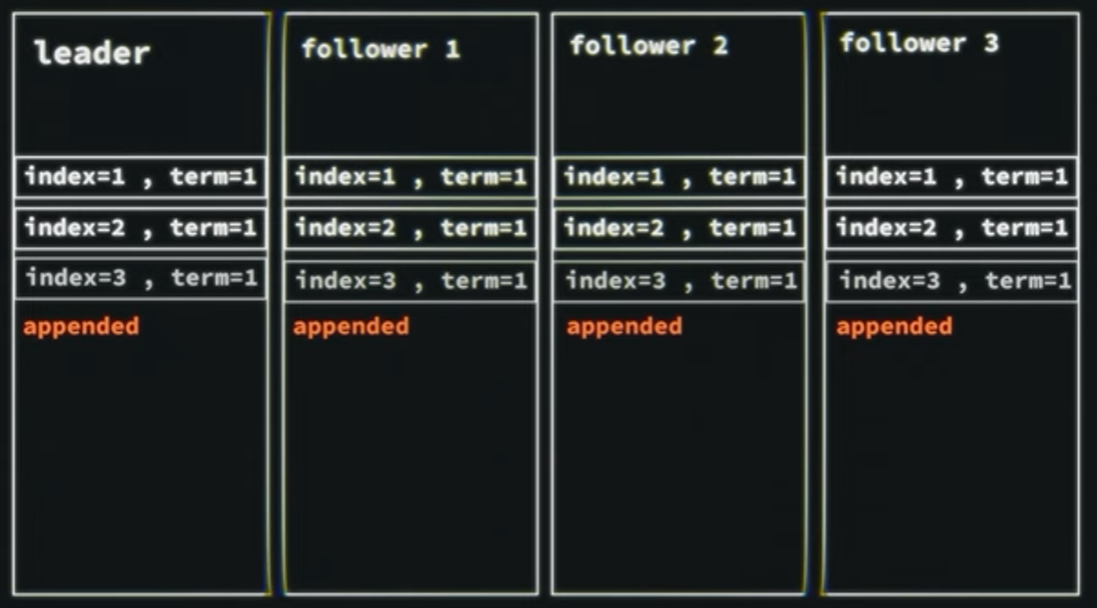 leader
index=1 , term=1
index=2 , term=1
index=3 , term=1
appended
follower 1
index=1 , term=1
index=2 , term=1
index=3 , term=1
appended
follower 2
index=1 , term=1
index=2 , term=1
index=3 , term=1
appended
follower 3
index=1 , term=1
index=2 , term=1
index=3 , term=1
appended